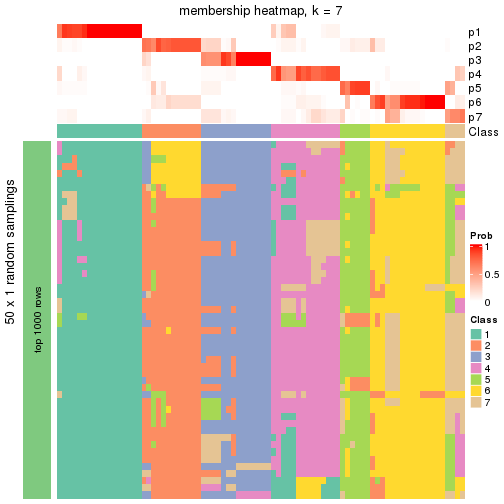 membership heatmap, k = 7
p1
p2
p3
p4
p5
p6
p7
Class
50 x 1 random samplings
top 1000 rows
Prob
1
0.5
0
Class
1
2
3
4
5
6
7